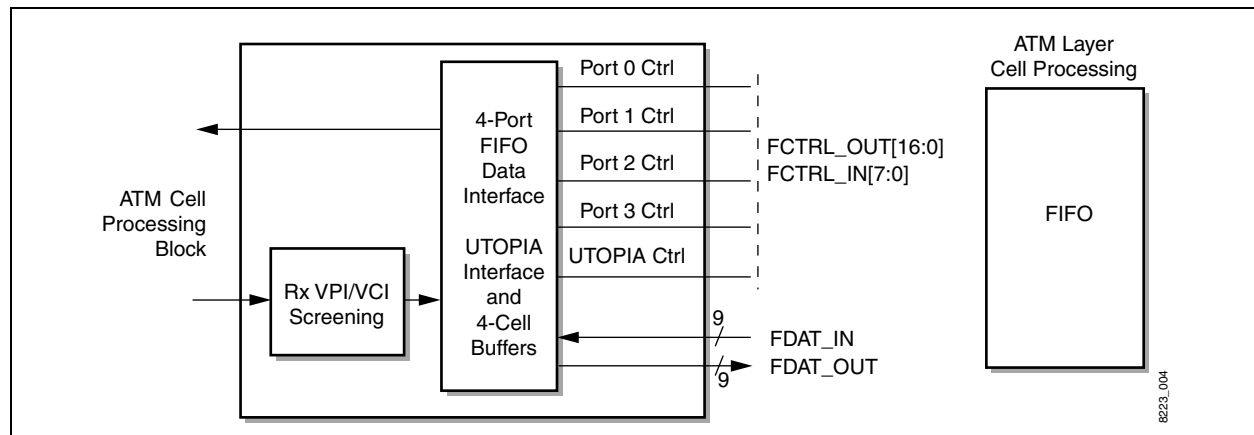 ATM Layer
Cell Processing
Port 0 Ctrl
4-Port
FIFO
Data
Interface
Port 1 Ctrl
FCTRL_OUT[16:0]
FCTRL_IN[7:0]
Port 2 Ctrl
ATM Cell
Processing
Block
Port 3 Ctrl
FIFO
UTOPIA
Interface
and
4-Cell
Buffers
UTOPIA Ctrl
Rx VPI/VCI
Screening
9
FDAT_IN
FDAT_OUT
9
8223_004